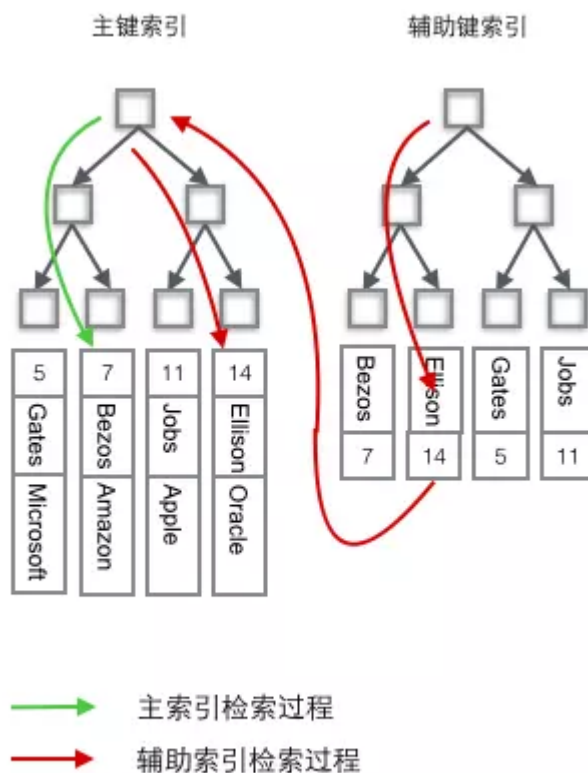 主键索引
辅助键索引
5
7
11
14
Gates
Bezos
Jobs
Ellison
Microsoft
Amazon
Apple
Oracle
Bezos
Ellison
Gates
Jobs
7
14
5
11
主索引检索过程
辅助索引检索过程